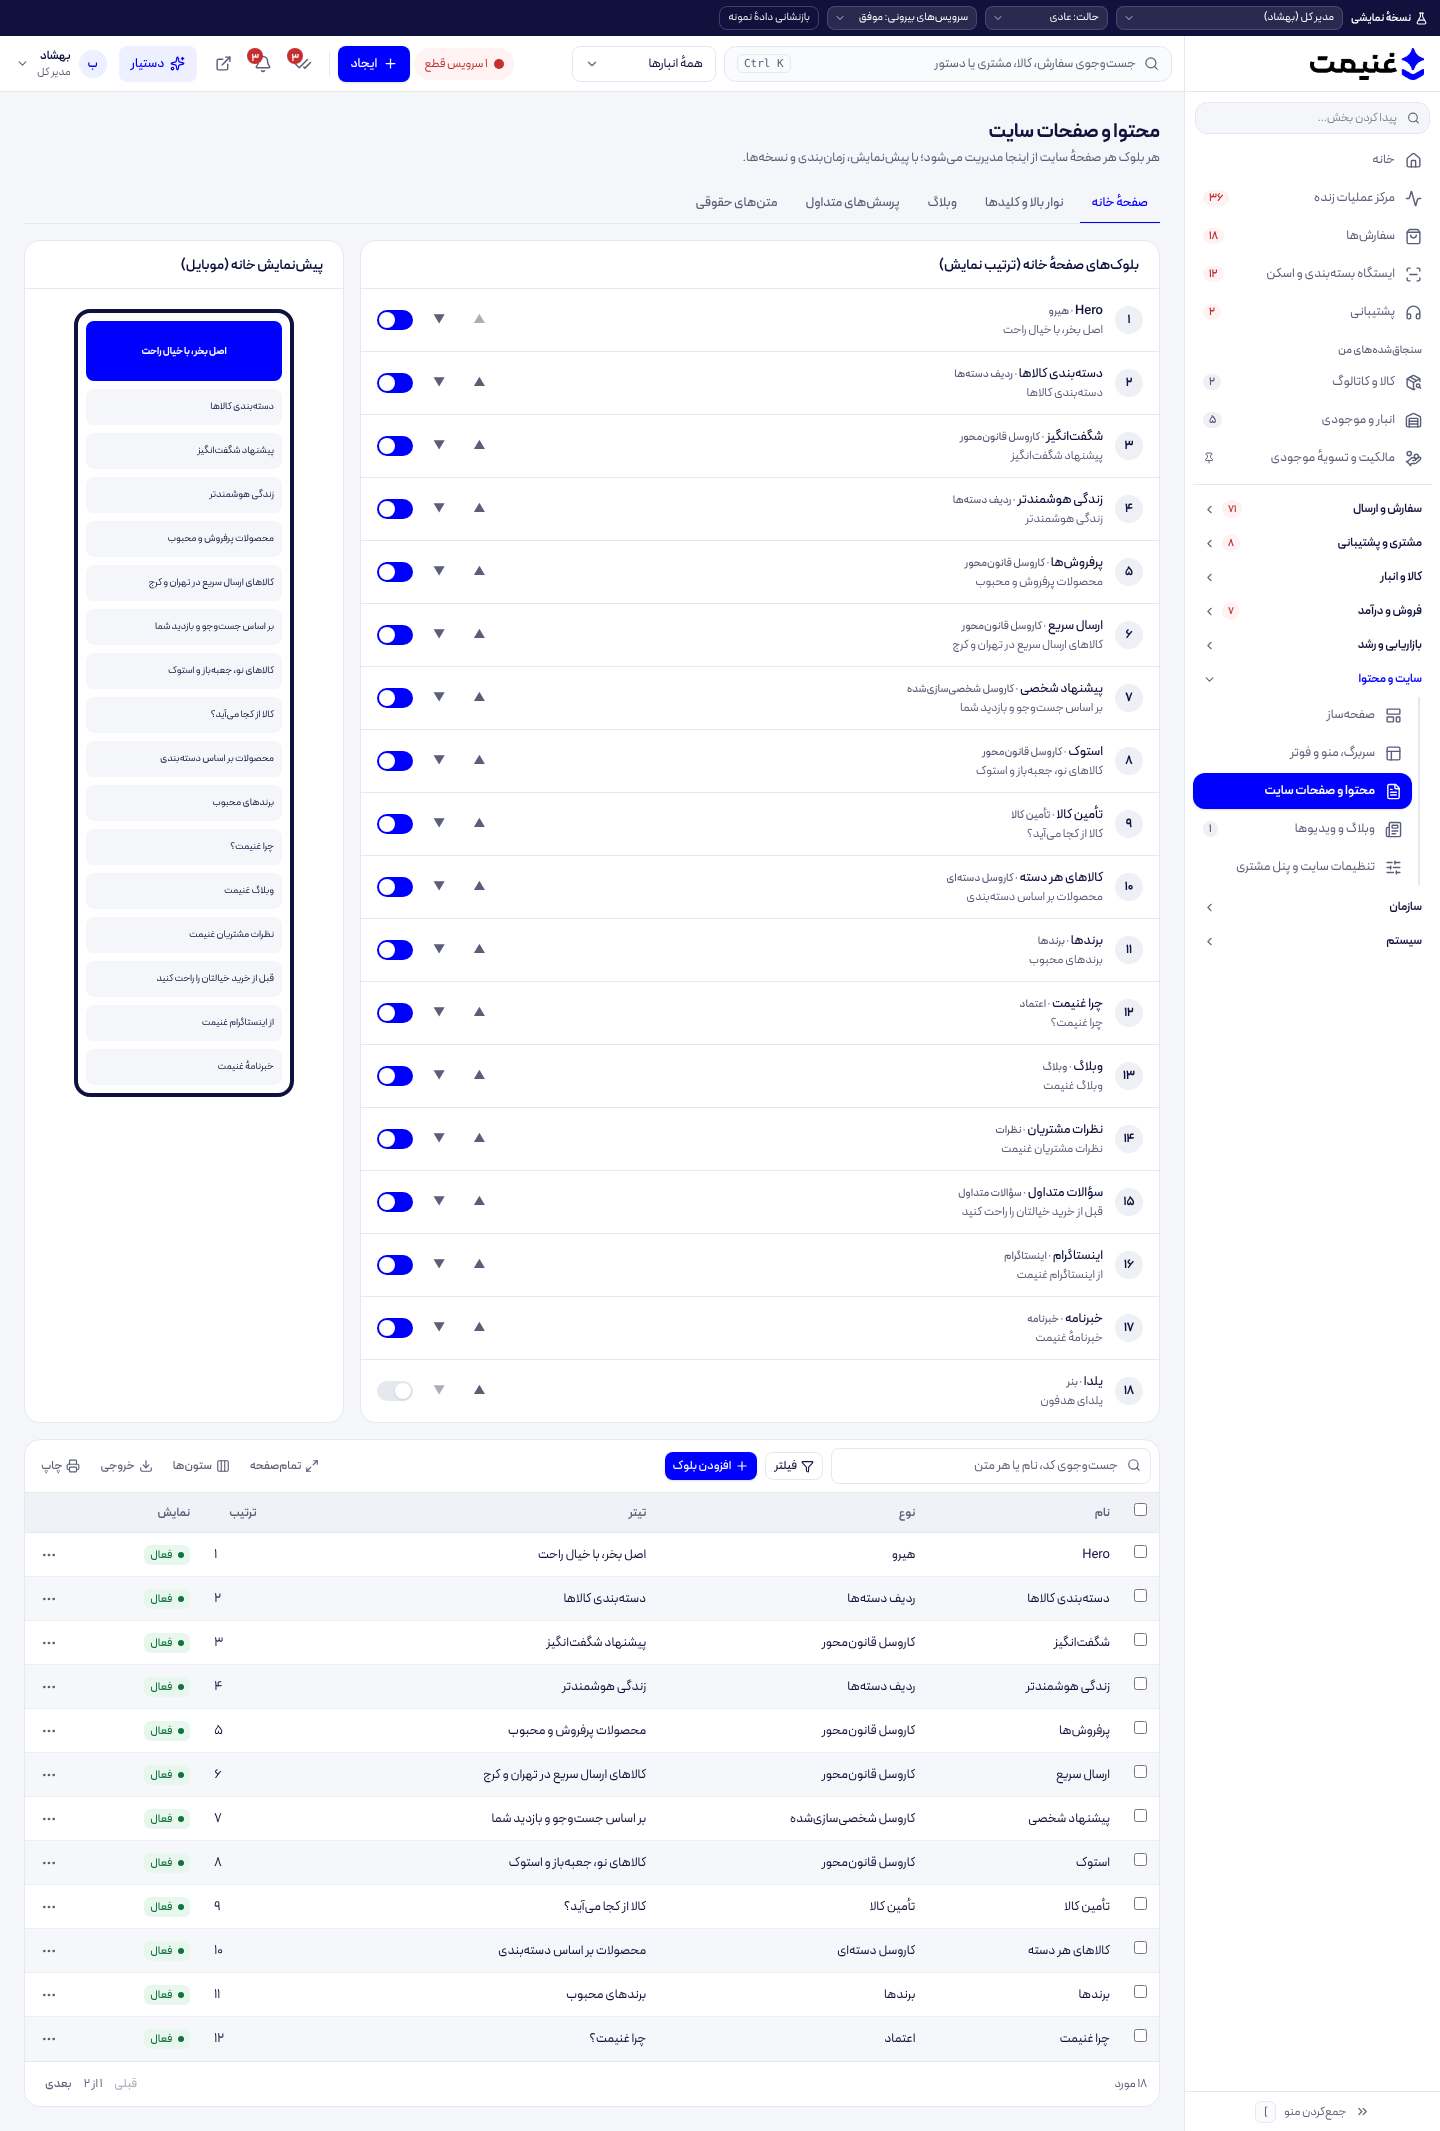 نسخهٔ نمایشی
مدیر کل (بهشاد)
حالت: عادی
سرویس‌های بیرونی: موفق
بازنشانی دادهٔ نمونه
غنیمت
جست‌وجوی سفارش، کالا، مشتری یا دستور
Ctrl K
همهٔ انبارها
۱ سرویس قطع
ایجاد
۳
۳
دستیار
ب
بهشاد
مدیر کل
پیدا کردن بخش...
خانه
مرکز عملیات زنده
۳۶
سفارش‌ها
۱۸
ایستگاه بسته‌بندی و اسکن
۱۲
پشتیبانی
۲
سنجاق‌شده‌های من
کالا و کاتالوگ
۲
انبار و موجودی
۵
مالکیت و تسویهٔ موجودی
سفارش و ارسال
۷۱
مشتری و پشتیبانی
۸
کالا و انبار
فروش و درآمد
۷
بازاریابی و رشد
سایت و محتوا
صفحه‌ساز
سربرگ، منو و فوتر
محتوا و صفحات سایت
وبلاگ و ویدیوها
۱
تنظیمات سایت و پنل مشتری
سازمان
سیستم
جمع‌کردن منو
[
محتوا و صفحات سایت
هر بلوک هر صفحهٔ سایت از اینجا مدیریت می‌شود؛ با پیش‌نمایش، زمان‌بندی و نسخه‌ها.
صفحهٔ خانه
نوار بالا و کلیدها
وبلاگ
پرسش‌های متداول
متن‌های حقوقی
بلوک‌های صفحهٔ خانه (ترتیب نمایش)
۱
Hero · هیرو
اصل بخر، با خیال راحت
۲
دسته‌بندی کالاها · ردیف دسته‌ها
دسته‌بندی کالاها
۳
شگفت‌انگیز · کاروسل قانون‌محور
پیشنهاد شگفت‌انگیز
۴
زندگی هوشمندتر · ردیف دسته‌ها
زندگی هوشمندتر
۵
پرفروش‌ها · کاروسل قانون‌محور
محصولات پرفروش و محبوب
۶
ارسال سریع · کاروسل قانون‌محور
کالاهای ارسال سریع در تهران و کرج
۷
پیشنهاد شخصی · کاروسل شخصی‌سازی‌شده
بر اساس جست‌وجو و بازدید شما
۸
استوک · کاروسل قانون‌محور
کالاهای نو، جعبه‌باز و استوک
۹
تأمین کالا · تأمین کالا
کالا از کجا می‌آید؟
۱۰
کالاهای هر دسته · کاروسل دسته‌ای
محصولات بر اساس دسته‌بندی
۱۱
برندها · برندها
برندهای محبوب
۱۲
چرا غنیمت · اعتماد
چرا غنیمت؟
۱۳
وبلاگ · وبلاگ
وبلاگ غنیمت
۱۴
نظرات مشتریان · نظرات
نظرات مشتریان غنیمت
۱۵
سؤالات متداول · سؤالات متداول
قبل از خرید خیالتان را راحت کنید
۱۶
اینستاگرام · اینستاگرام
از اینستاگرام غنیمت
۱۷
خبرنامه · خبرنامه
خبرنامهٔ غنیمت
۱۸
یلدا · بنر
یلدای هدفون
پیش‌نمایش خانه (موبایل)
اصل بخر، با خیال راحت
دسته‌بندی کالاها
پیشنهاد شگفت‌انگیز
زندگی هوشمندتر
محصولات پرفروش و محبوب
کالاهای ارسال سریع در تهران و کرج
بر اساس جست‌وجو و بازدید شما
کالاهای نو، جعبه‌باز و استوک
کالا از کجا می‌آید؟
محصولات بر اساس دسته‌بندی
برندهای محبوب
چرا غنیمت؟
وبلاگ غنیمت
نظرات مشتریان غنیمت
قبل از خرید خیالتان را راحت کنید
از اینستاگرام غنیمت
خبرنامهٔ غنیمت
جست‌وجوی کد، نام یا هر متن
فیلتر
افزودن بلوک
تمام‌صفحه
ستون‌ها
خروجی
چاپ
نام نوع تیتر ترتیب نمایش
Hero هیرو اصل بخر، با خیال راحت ۱ فعال
دسته‌بندی کالاها ردیف دسته‌ها دسته‌بندی کالاها ۲ فعال
شگفت‌انگیز کاروسل قانون‌محور پیشنهاد شگفت‌انگیز ۳ فعال
زندگی هوشمندتر ردیف دسته‌ها زندگی هوشمندتر ۴ فعال
پرفروش‌ها کاروسل قانون‌محور محصولات پرفروش و محبوب ۵ فعال
ارسال سریع کاروسل قانون‌محور کالاهای ارسال سریع در تهران و کرج ۶ فعال
پیشنهاد شخصی کاروسل شخصی‌سازی‌شده بر اساس جست‌وجو و بازدید شما ۷ فعال
استوک کاروسل قانون‌محور کالاهای نو، جعبه‌باز و استوک ۸ فعال
تأمین کالا تأمین کالا کالا از کجا می‌آید؟ ۹ فعال
کالاهای هر دسته کاروسل دسته‌ای محصولات بر اساس دسته‌بندی ۱۰ فعال
برندها برندها برندهای محبوب ۱۱ فعال
چرا غنیمت اعتماد چرا غنیمت؟ ۱۲ فعال
۱۸ مورد
قبلی
۱ از ۲
بعدی